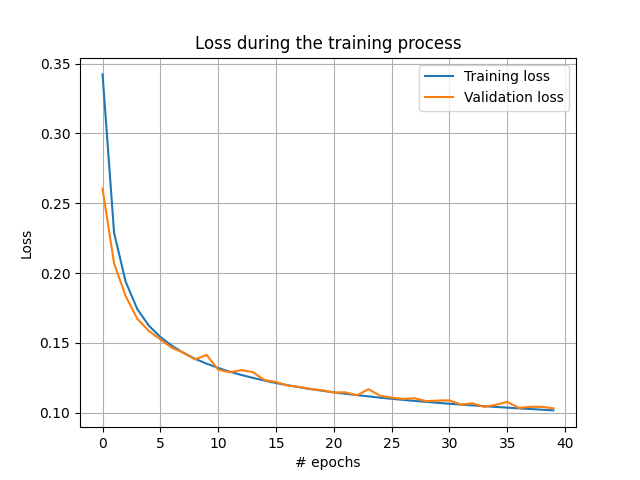 Loss during the training process
Training loss
Validation loss
0.35
0.30
0.25
0.20
0.15
0.10
Loss
0 5 10 15 20 25 30 35 40
# epochs